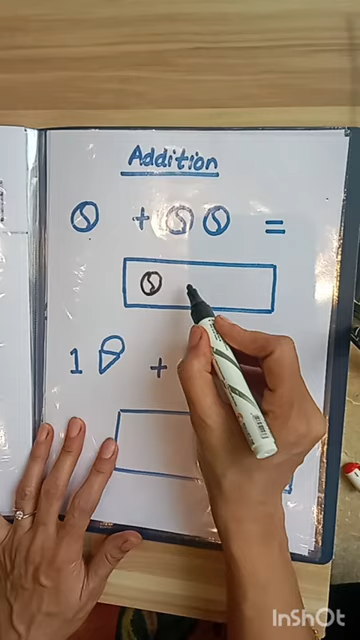 Addition
+ =
1 +
InShOt